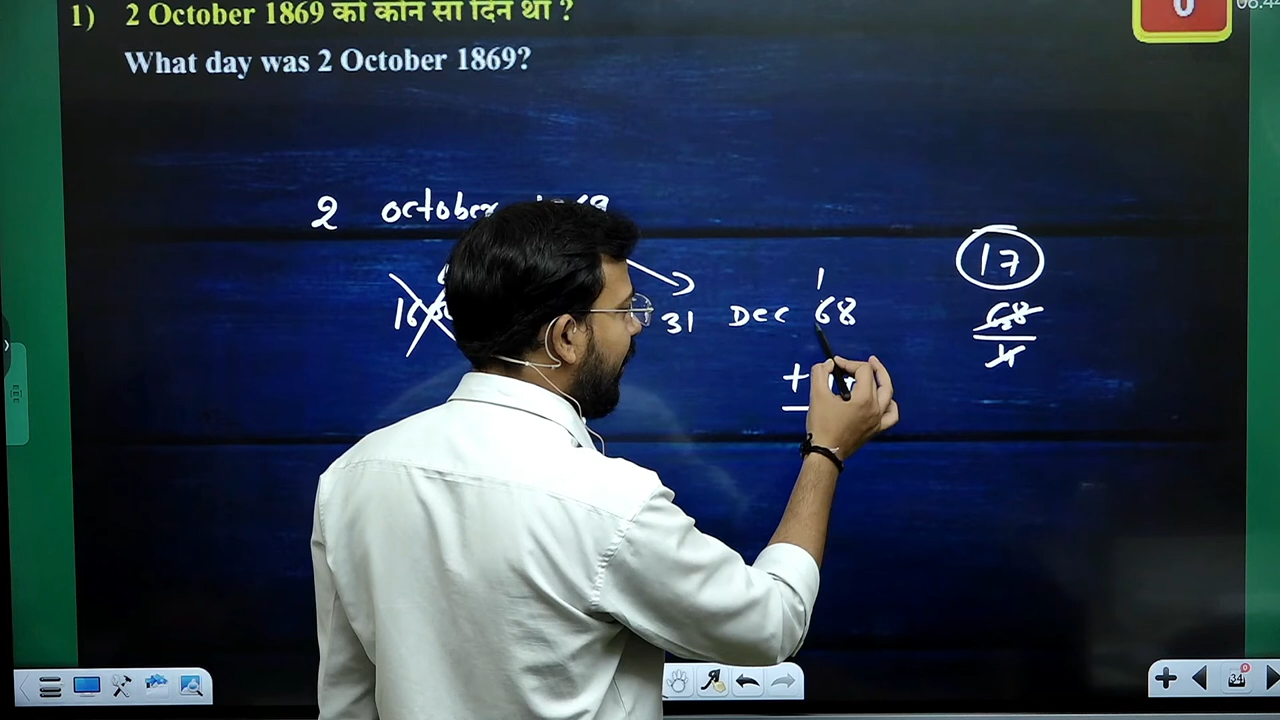 1) 2 October 1869 को कौन सा दिन था ?
What day was 2 October 1869?
2 october
17
31 Dec 68
1
68
4
+
34